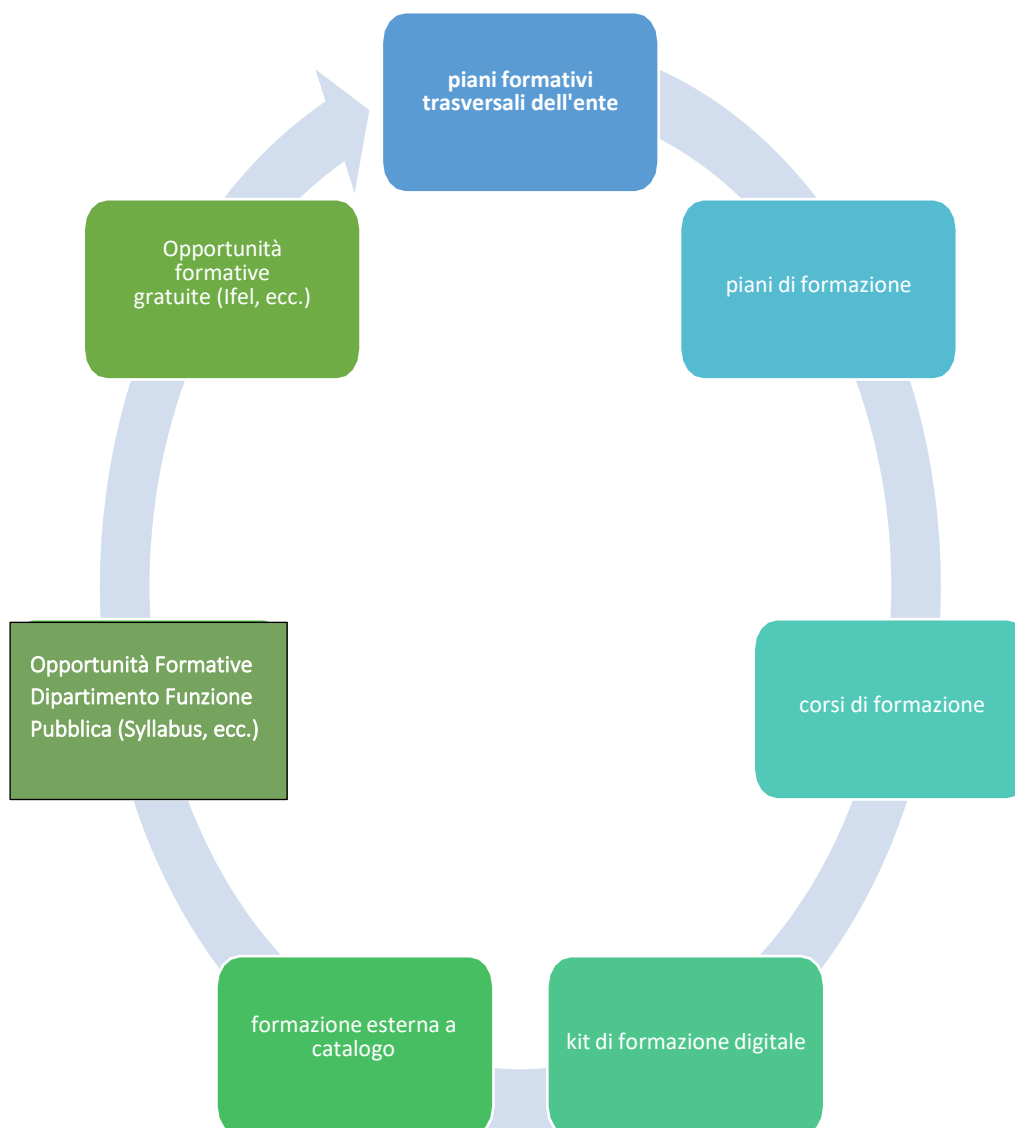 piani formativi
trasversali dell'ente
piani di formazione
corsi di formazione
kit di formazione digitale
formazione esterna a
catalogo
Opportunità Formative
Dipartimento Funzione
Pubblica (Syllabus, ecc.)
Opportunità
formative
gratuite (Ifel, ecc.)